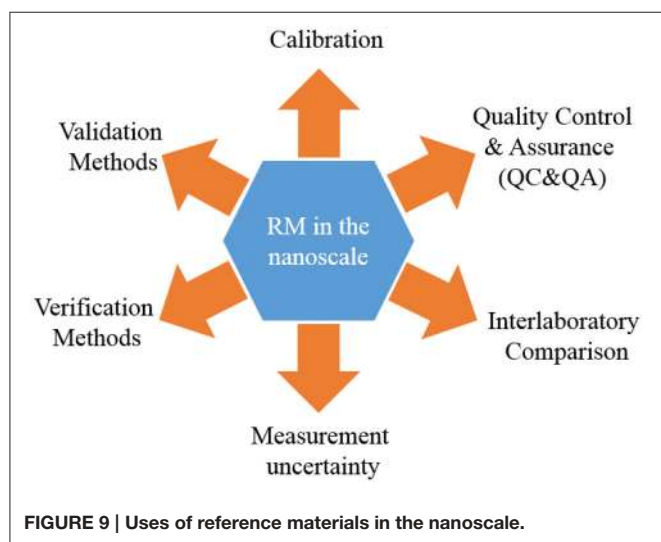 Calibration
Validation
Methods
Quality Control
& Assurance
(QC&QA)
RM in the
nanoscale
Verification
Methods
Interlaboratory
Comparison
Measurement
uncertainty
FIGURE 9 | Uses of reference materials in the nanoscale.